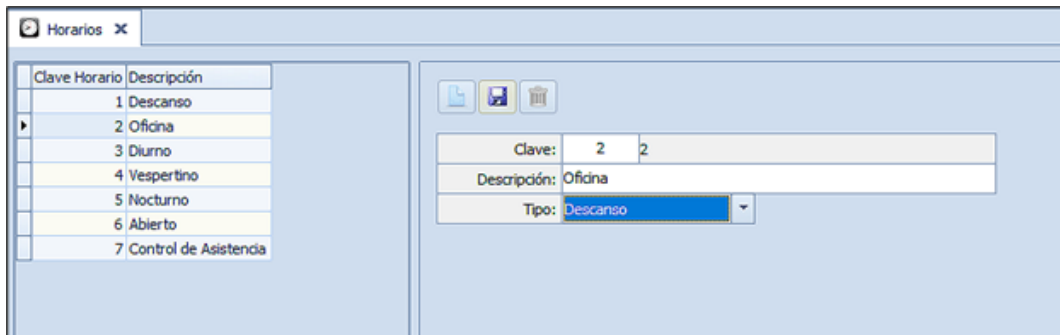 Horarios
Clave Horario Descripción
1 Descanso
2 Oficina
3 Diurno
4 Vespertino
5 Nocturno
6 Abierto
7 Control de Asistencia
Clave: 2 2
Descripción: Oficina
Tipo: Descanso